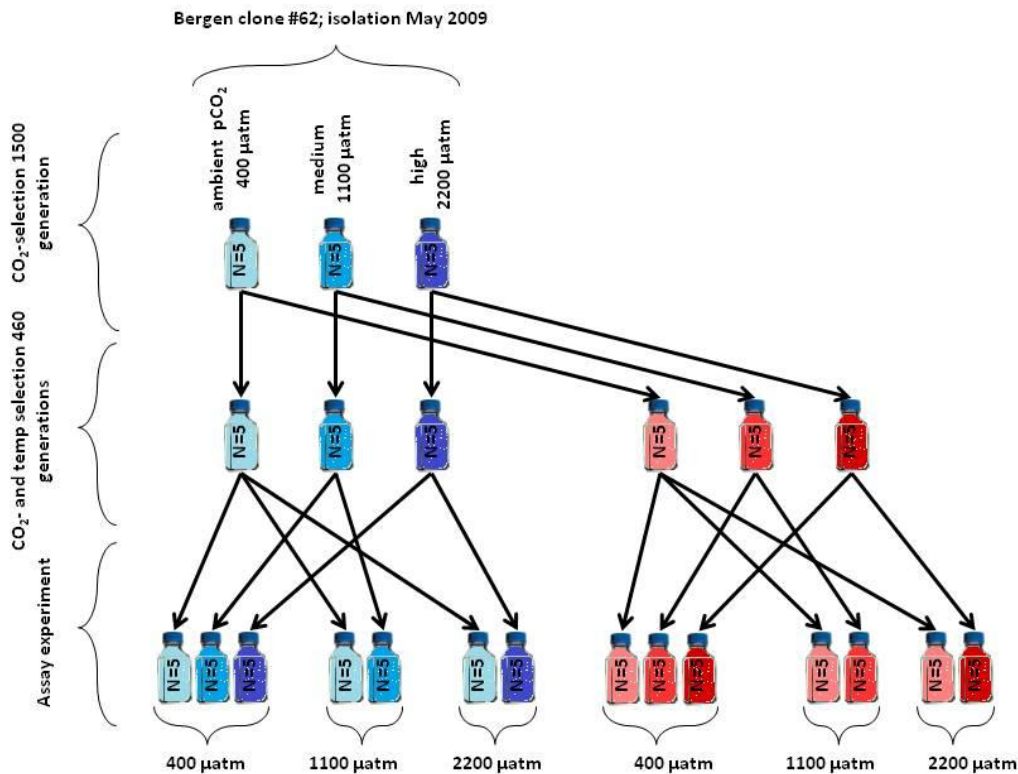 Bergen clone #62; isolation May 2009
CO₂-selection 1500
generation
ambient pCO₂
400 µatm
medium
1100 µatm
high
2200 µatm
N=5
N=5
N=5
CO₂- and temp selection 460
generations
N=5
N=5
N=5
N=5
N=5
N=5
Assay experiment
N=5
N=5
N=5
N=5
N=5
N=5
N=5
N=5
N=5
N=5
N=5
N=5
N=5
N=5
400 µatm
1100 µatm
2200 µatm
400 µatm
1100 µatm
2200 µatm